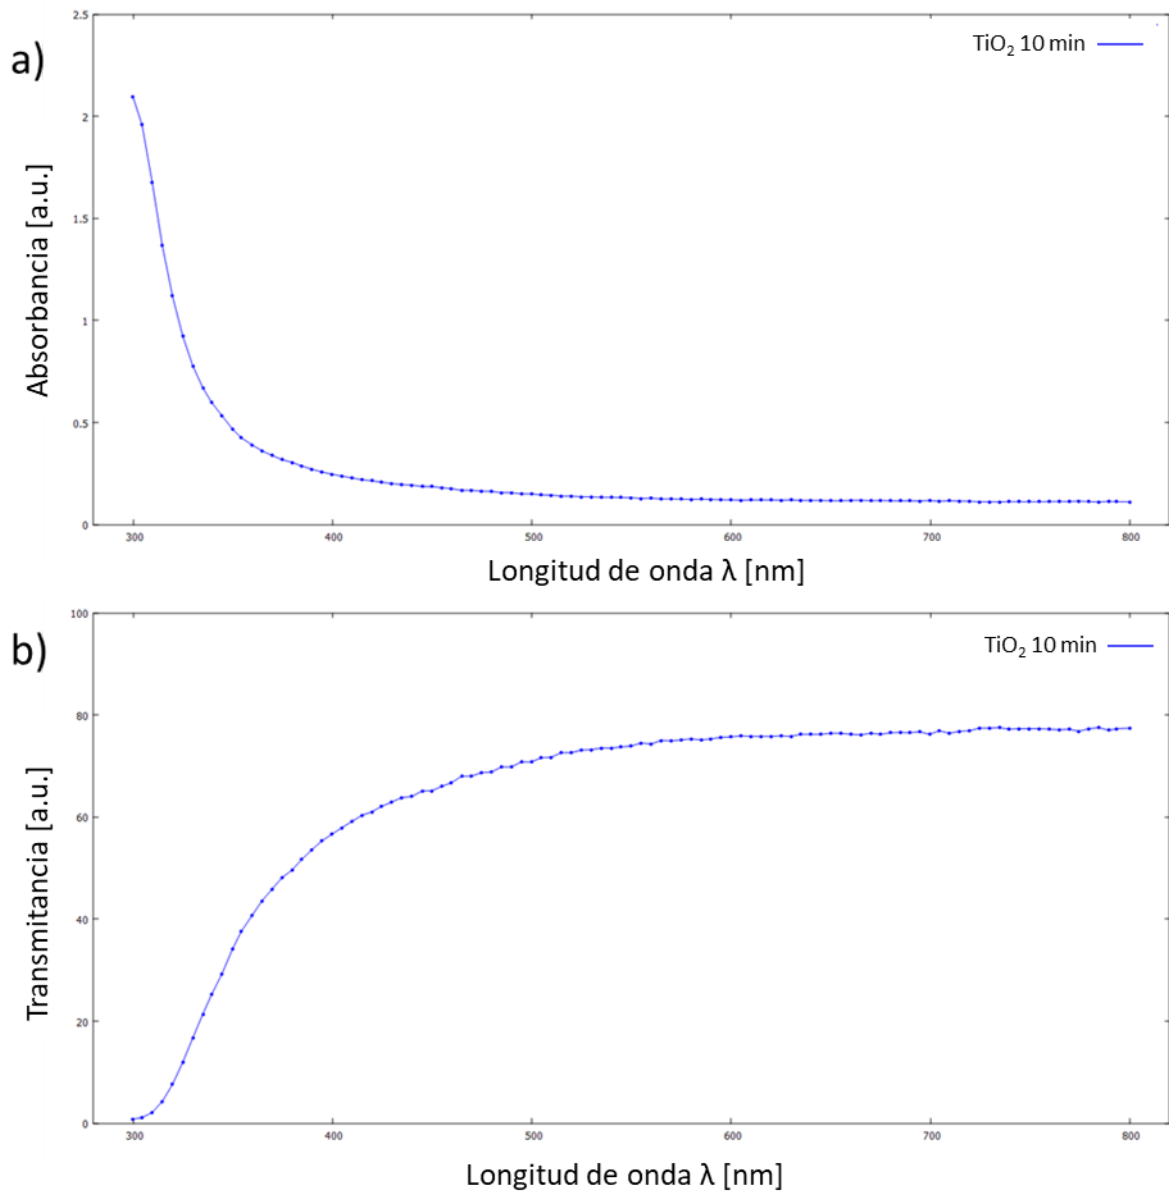 a)
TiO₂ 10 min
2.5
2
1.5
1
0.5
0
Absorbancia [a.u.]
300 400 500 600 700 800
Longitud de onda λ [nm]
b)
TiO₂ 10 min
100
80
60
40
20
0
Transmitancia [a.u.]
300 400 500 600 700 800
Longitud de onda λ [nm]